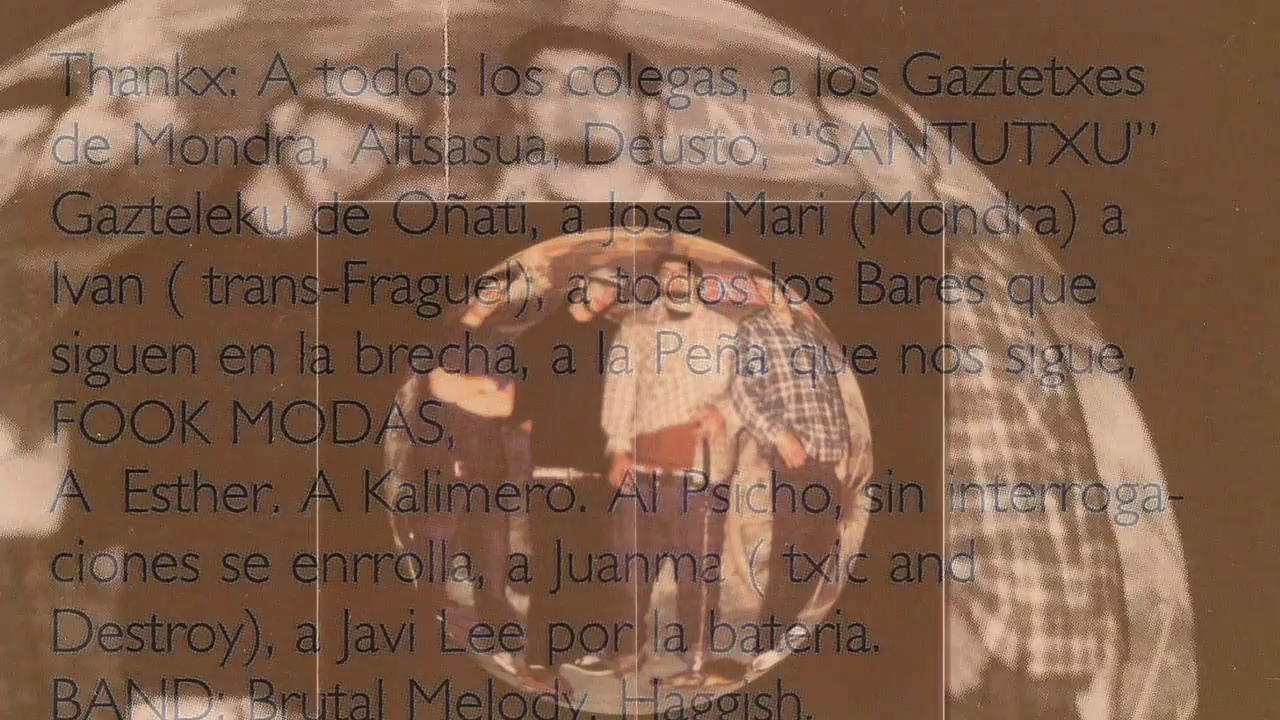 Thankx: A todos los colegas, a los Gaztetxes
de Mondra, Altsasua, Deusto, “SANTUTXU”
Gazteleku de Oñati, a Jose Mari (Mondra) a
Ivan ( trans-Frague!), a todos los Bares que
siguen en la brecha, a la Peña que nos sigue,
FOOK MODAS,
A Esther. A Kalimero. Al Psicho, sin interroga-
ciones se enrrolla, a Juanma ( txic and
Destroy), a Javi Lee por la bateria.
BAND: Brutal Melody, Haggish,